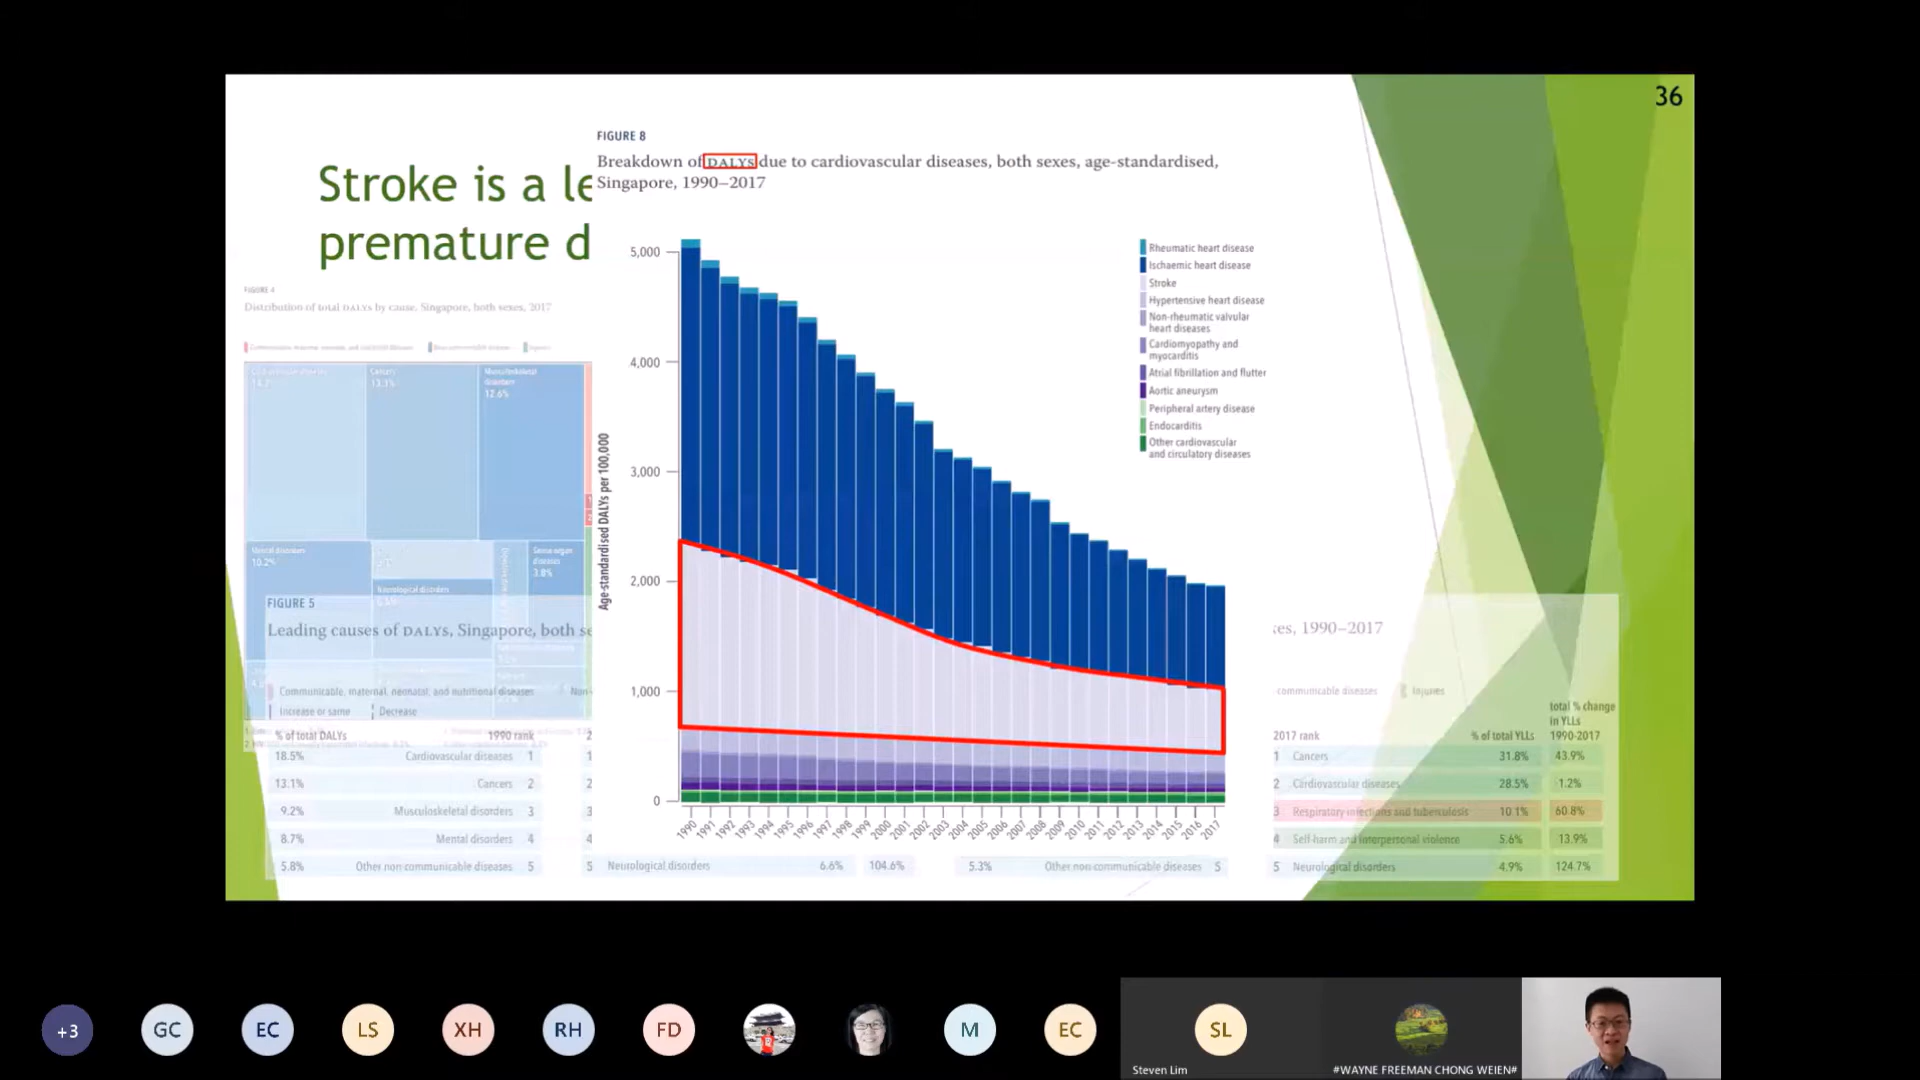 36
Stroke is a le
premature d
FIGURE 8
Breakdown of DALYs due to cardiovascular diseases, both sexes, age-standardised,
Singapore, 1990–2017
Age-standardised DALYs per 100,000
5,000
4,000
3,000
2,000
1,000
0
1990
1991
1992
1993
1994
1995
1996
1997
1998
1999
2000
2001
2002
2003
2004
2005
2006
2007
2008
2009
2010
2011
2012
2013
2014
2015
2016
2017
Rheumatic heart disease
Ischaemic heart disease
Stroke
Hypertensive heart disease
Non-rheumatic valvular
heart diseases
Cardiomyopathy and
myocarditis
Atrial fibrillation and flutter
Aortic aneurysm
Peripheral artery disease
Endocarditis
Other cardiovascular
and circulatory diseases
FIGURE 4
Distribution of total DALYs by cause, Singapore, both sexes, 2017
Cancers
13.1%
Musculoskeletal
disorders
12.6%
Mental disorders
10.2%
Neurological disorders
Sense organ
diseases
3.8%
FIGURE 5
Leading causes of DALYs, Singapore, both se
xes, 1990–2017
Communicable, maternal, neonatal, and nutritional diseases
Non-
communicable diseases
Injuries
Increase or same
Decrease
% of total DALYs
1990 rank
2
18.5% Cardiovascular diseases 1
1
13.1% Cancers 2
2
9.2% Musculoskeletal disorders 3
3
8.7% Mental disorders 4
4
5.8% Other non-communicable diseases 5
5 Neurological disorders 6.6% 104.6%
5.3% Other non-communicable diseases 5
2017 rank
% of total YLLs
total % change
in YLLs
1990-2017
1 Cancers 31.8% 43.9%
2 Cardiovascular diseases 28.5% 1.2%
3 Respiratory infections and tuberculosis 10.1% 60.8%
4 Self-harm and interpersonal violence 5.6% 13.9%
5 Neurological disorders 4.9% 124.7%
+3
GC
EC
LS
XH
RH
FD
M
EC
SL
Steven Lim
#WAYNE FREEMAN CHONG WEIEN#